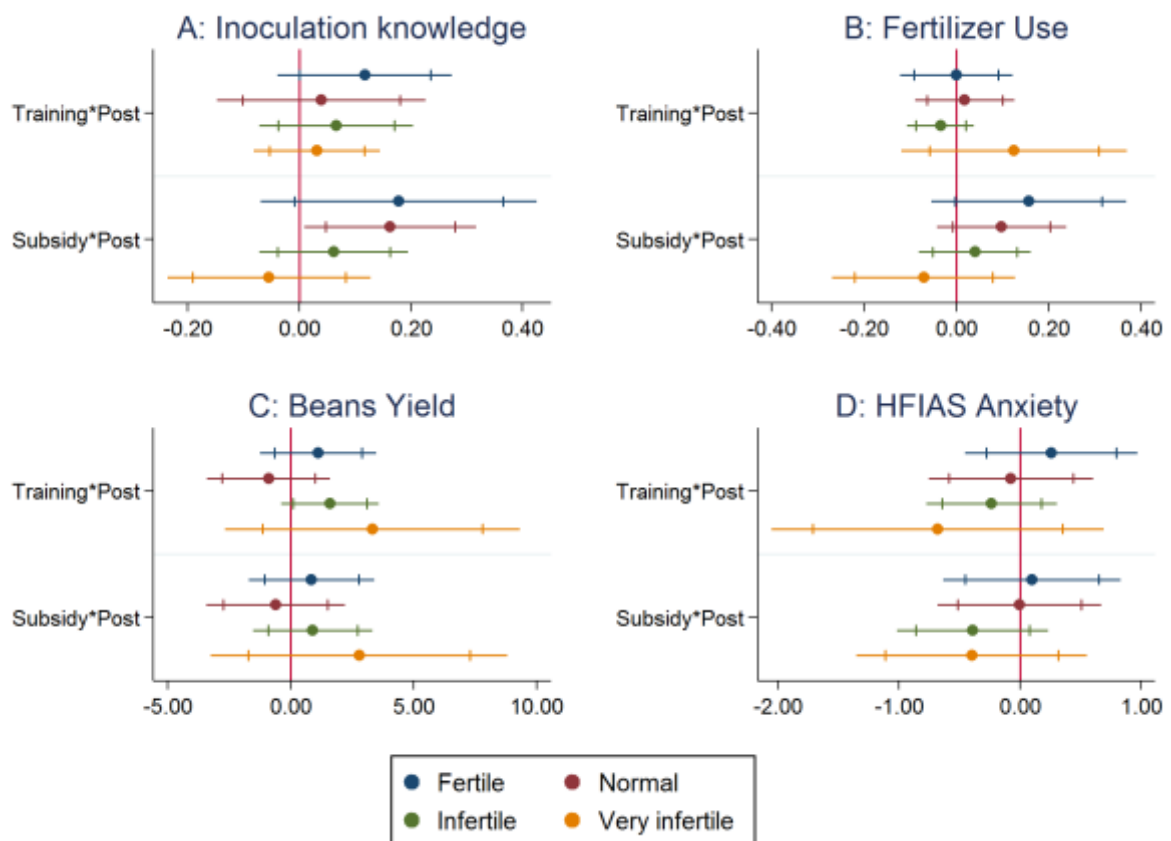 A: Inoculation knowledge
Training*Post
Subsidy*Post
-0.20 0.00 0.20 0.40
B: Fertilizer Use
Training*Post
Subsidy*Post
-0.40 -0.20 0.00 0.20 0.40
C: Beans Yield
Training*Post
Subsidy*Post
-5.00 0.00 5.00 10.00
D: HFIAS Anxiety
Training*Post
Subsidy*Post
-2.00 -1.00 0.00 1.00
Fertile Normal
Infertile Very infertile